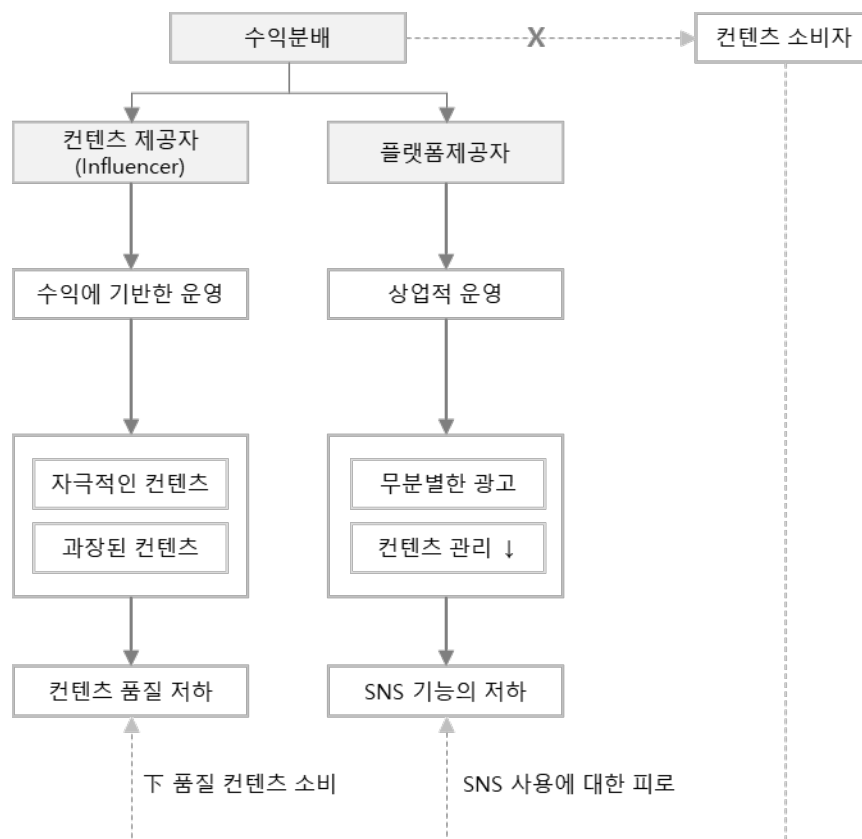 수익분배
X
컨텐츠 소비자
컨텐츠 제공자
(Influencer)
플랫폼제공자
수익에 기반한 운영
상업적 운영
자극적인 컨텐츠
무분별한 광고
과장된 컨텐츠
컨텐츠 관리 ↓
컨텐츠 품질 저하
SNS 기능의 저하
下 품질 컨텐츠 소비
SNS 사용에 대한 피로